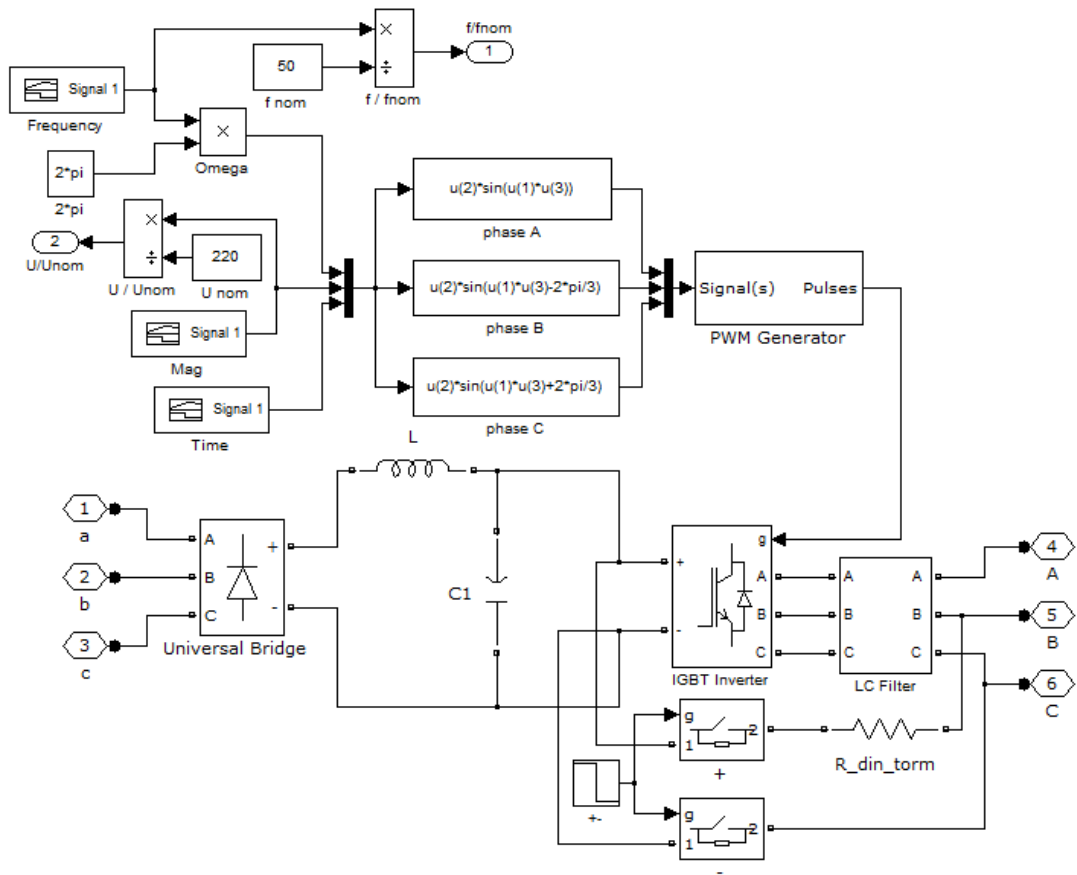 f/fnom
×
÷
1
50
f nom
f / fnom
Signal 1
Frequency
×
Omega
2*pi
2*pi
u(2)*sin(u(1)*u(3))
phase A
2
U/Unom
×
÷
U / Unom
220
U nom
u(2)*sin(u(1)*u(3)-2*pi/3)
phase B
Signal(s) Pulses
PWM Generator
Signal 1
Mag
u(2)*sin(u(1)*u(3)+2*pi/3)
phase C
Signal 1
Time
L
1
a
2
b
3
c
A
B
C
+
-
Universal Bridge
C1
g
+
-
A
B
C
IGBT Inverter
A A
B B
C C
LC Filter
4
A
5
B
6
C
g
1 2
+
R_din_torm
+-
g
1 2
-